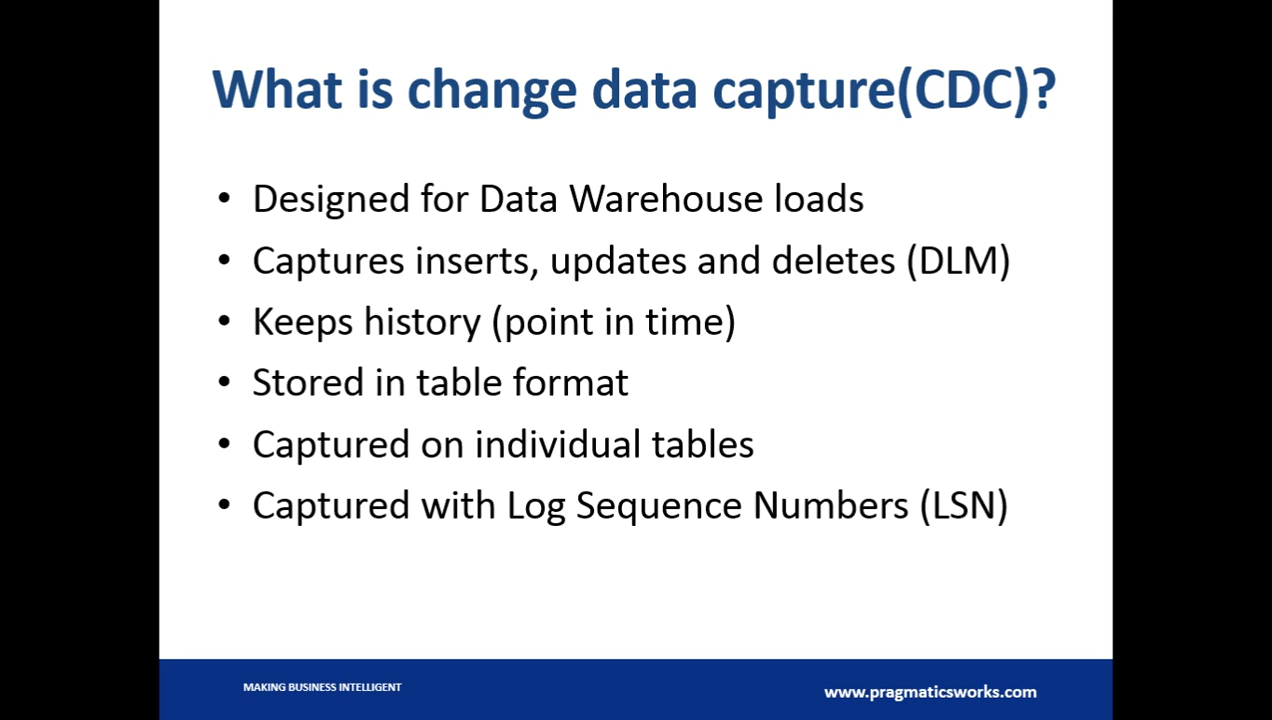 What is change data capture(CDC)?
• Designed for Data Warehouse loads
• Captures inserts, updates and deletes (DLM)
• Keeps history (point in time)
• Stored in table format
• Captured on individual tables
• Captured with Log Sequence Numbers (LSN)
MAKING BUSINESS INTELLIGENT
www.pragmaticsworks.com